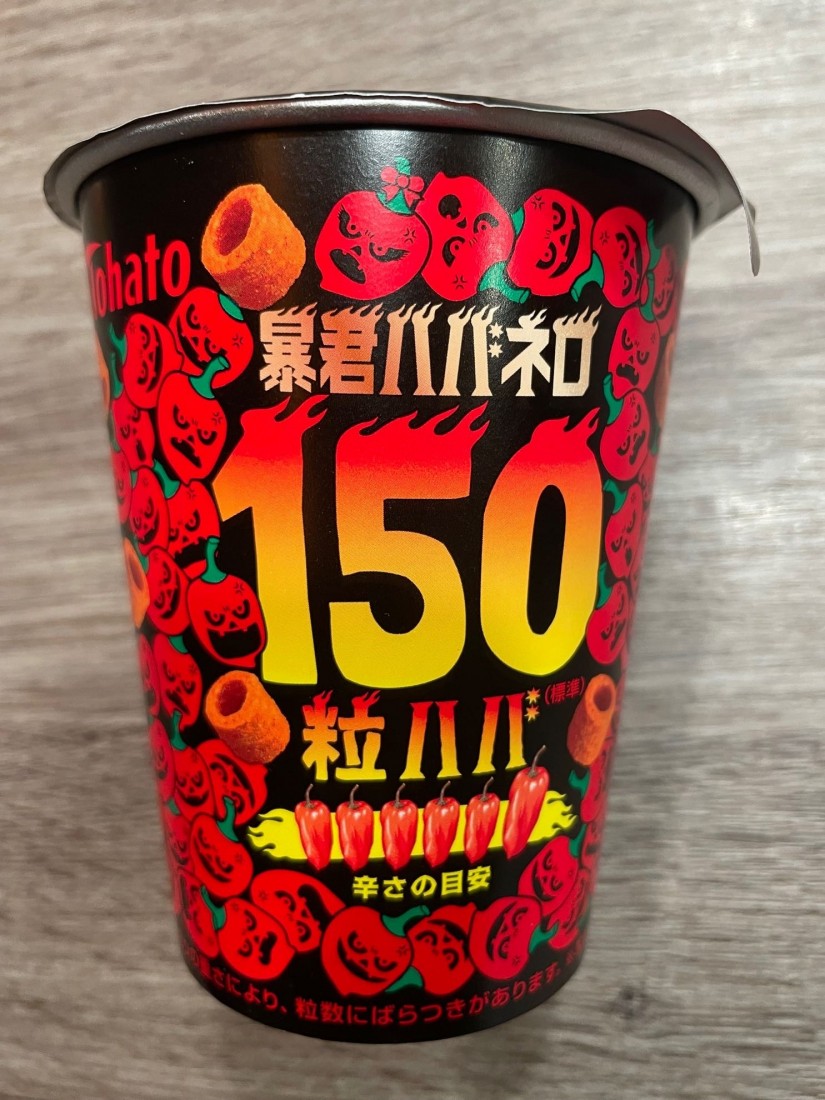 Tohato
暴君ハバネロ
150
粒ハバ(標準)
辛さの目安
さにより、粒数にばらつきがあります。